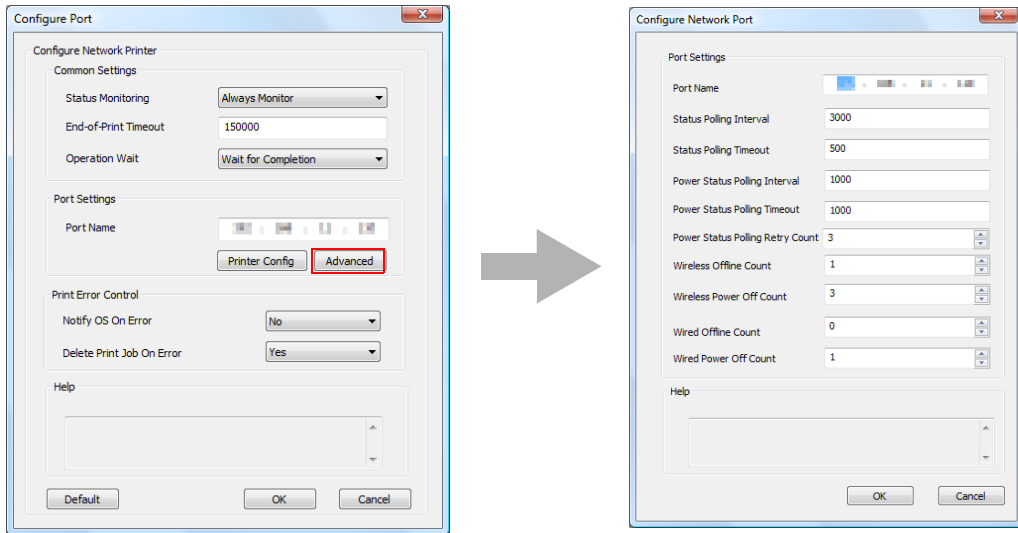 Configure Port
Configure Network Printer
Common Settings
Status Monitoring Always Monitor
End-of-Print Timeout 150000
Operation Wait Wait for Completion
Port Settings
Port Name
Printer Config Advanced
Print Error Control
Notify OS On Error No
Delete Print Job On Error Yes
Help
Default OK Cancel
Configure Network Port
Port Settings
Port Name
Status Polling Interval 3000
Status Polling Timeout 500
Power Status Polling Interval 1000
Power Status Polling Timeout 1000
Power Status Polling Retry Count 3
Wireless Offline Count 1
Wireless Power Off Count 3
Wired Offline Count 0
Wired Power Off Count 1
Help
OK Cancel